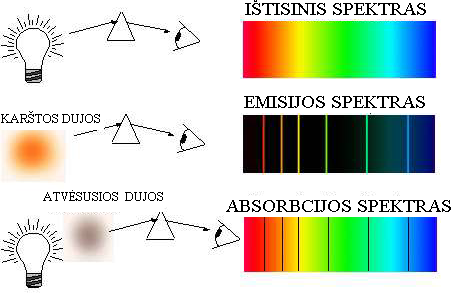 IŠTISINIS SPEKTRAS
KARŠTOS DUJOS
EMISIJOS SPEKTRAS
ATVĖSUSIOS DUJOS
ABSORBCIJOS SPEKTRAS